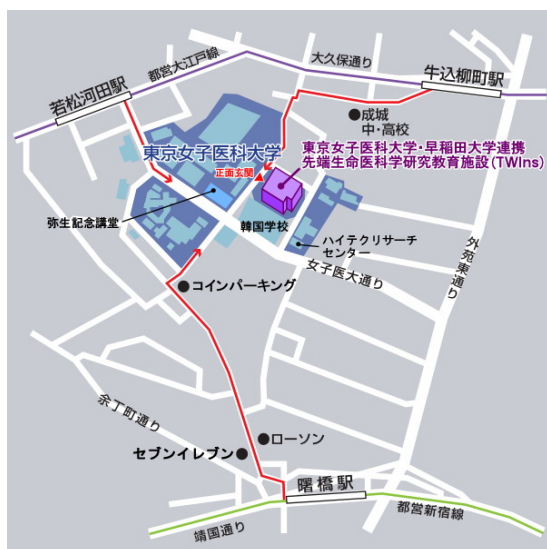 大久保通り
都営大江戸線
牛込柳町駅
若松河田駅
成城
中・高校
東京女子医科大学
東京女子医科大学・早稲田大学連携
先端生命医科学研究教育施設(TWIns)
正面玄関
弥生記念講堂
韓国学校
ハイテクリサーチ
センター
女子医大通り
外苑東通り
コインパーキング
余丁町通り
ローソン
セブンイレブン
曙橋駅
都営新宿線
靖国通り